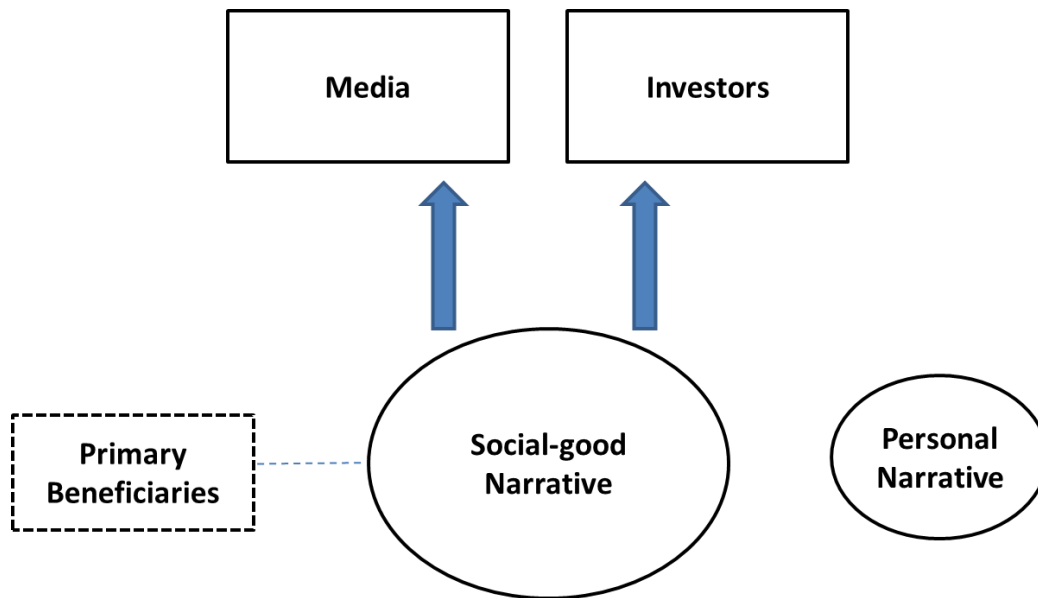 Media
Investors
Social-good
Narrative
Personal
Narrative
Primary
Beneficiaries